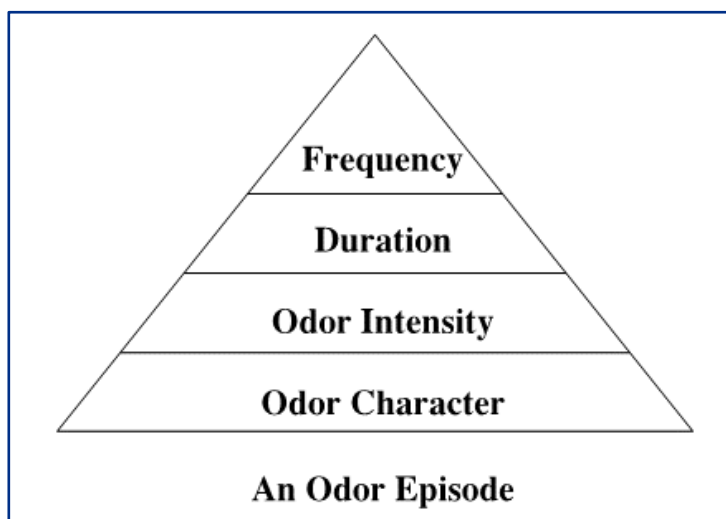 Frequency
Duration
Odor Intensity
Odor Character
An Odor Episode